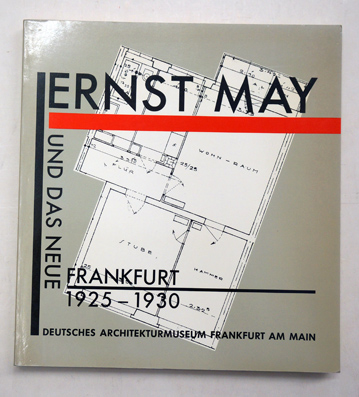 ERNST MAY
UND DAS NEUE
FRANKFURT
1925–1930
DEUTSCHES ARCHITEKTURMUSEUM FRANKFURT AM MAIN
WOHN-RAUM
FLUR
STUBE
KAMMER